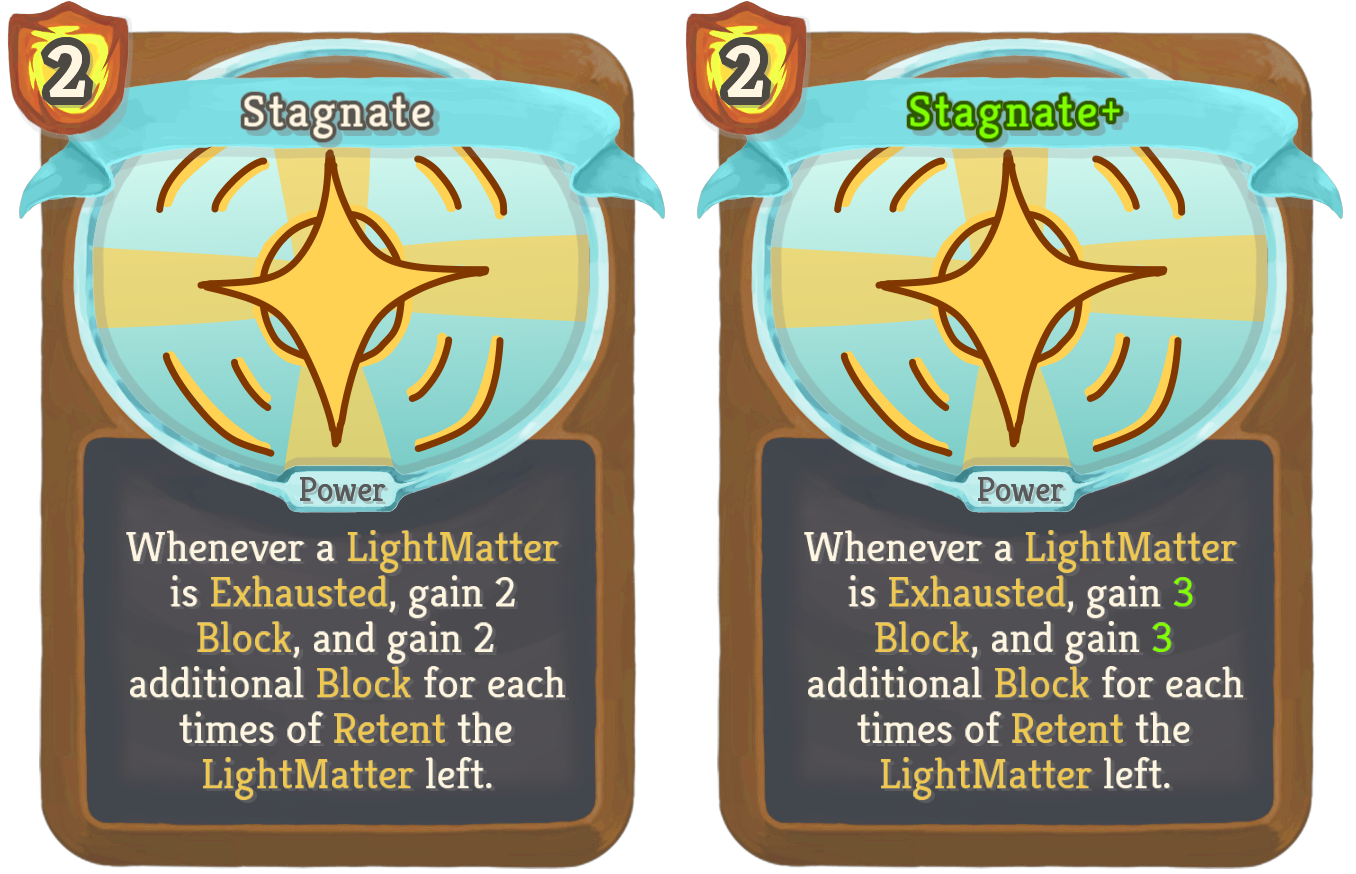 2
Stagnate
Power
Whenever a LightMatter
is Exhausted, gain 2
Block, and gain 2
additional Block for each
times of Retent the
LightMatter left.
2
Stagnate+
Power
Whenever a LightMatter
is Exhausted, gain 3
Block, and gain 3
additional Block for each
times of Retent the
LightMatter left.